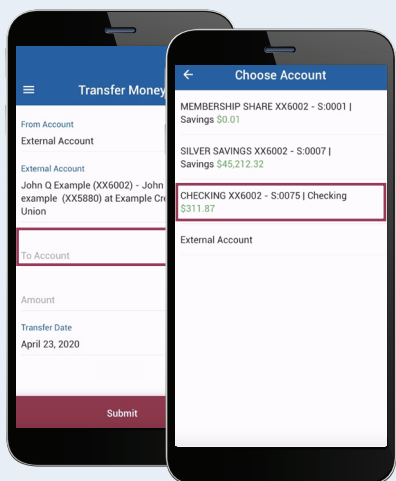 Transfer Money
From Account
External Account
External Account
John Q Example (XX6002) - John
example (XX5880) at Example Cre
Union
To Account
Amount
Transfer Date
April 23, 2020
Submit
Choose Account
MEMBERSHIP SHARE XX6002 - S:0001 |
Savings $0.01
SILVER SAVINGS XX6002 - S:0007 |
Savings $45,212.32
CHECKING XX6002 - S:0075 | Checking
$311.87
External Account